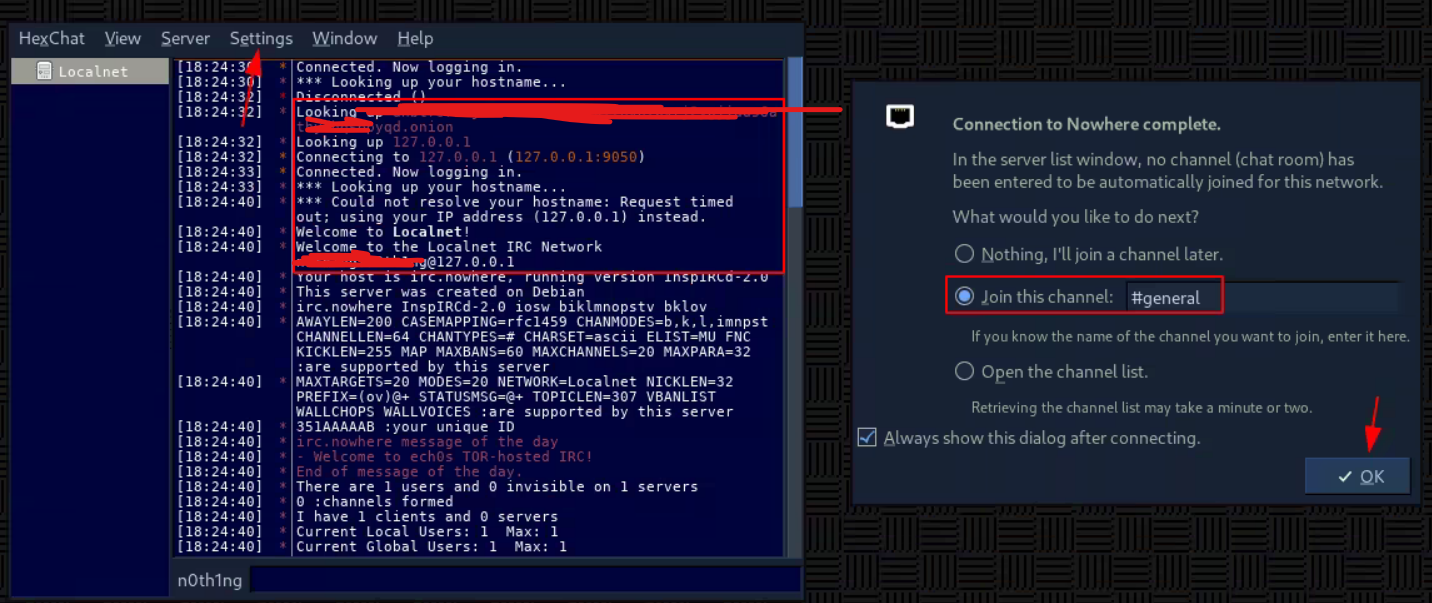 HexChat View Server Settings Window Help
Localnet
[18:24:30] * Connected. Now logging in.
[18:24:30] * *** Looking up your hostname...
[18:24:32] * Disconnected ()
[18:24:32] * Looking up
.onion
[18:24:32] * Looking up 127.0.0.1
[18:24:32] * Connecting to 127.0.0.1 (127.0.0.1:9050)
[18:24:33] * Connected. Now logging in.
[18:24:33] * *** Looking up your hostname...
[18:24:40] * *** Could not resolve your hostname: Request timed
out; using your IP address (127.0.0.1) instead.
[18:24:40] * Welcome to Localnet!
[18:24:40] * Welcome to the Localnet IRC Network
@127.0.0.1
[18:24:40] * Your host is irc.nowhere, running version InspIRCd-2.0
[18:24:40] * This server was created on Debian
[18:24:40] * irc.nowhere InspIRCd-2.0 iosw biklmnopstv bklov
[18:24:40] * AWAYLEN=200 CASEMAPPING=rfc1459 CHANMODES=b,k,l,imnpst
CHANNELLEN=64 CHANTYPES=# CHARSET=ascii ELIST=MU FNC
KICKLEN=255 MAP MAXBANS=60 MAXCHANNELS=20 MAXPARA=32
:are supported by this server
[18:24:40] * MAXTARGETS=20 MODES=20 NETWORK=Localnet NICKLEN=32
PREFIX=(ov)@+ STATUSMSG=@+ TOPICLEN=307 VBANLIST
WALLCHOPS WALLVOICES :are supported by this server
[18:24:40] * 351AAAAAB :your unique ID
[18:24:40] * irc.nowhere message of the day
[18:24:40] * - Welcome to ech0s TOR-hosted IRC!
[18:24:40] * End of message of the day.
[18:24:40] * There are 1 users and 0 invisible on 1 servers
[18:24:40] * 0 :channels formed
[18:24:40] * I have 1 clients and 0 servers
[18:24:40] * Current Local Users: 1  Max: 1
[18:24:40] * Current Global Users: 1  Max: 1
n0th1ng
Connection to Nowhere complete.
In the server list window, no channel (chat room) has
been entered to be automatically joined for this network.
What would you like to do next?
Nothing, I'll join a channel later.
Join this channel: #general
If you know the name of the channel you want to join, enter it here.
Open the channel list.
Retrieving the channel list may take a minute or two.
Always show this dialog after connecting.
OK